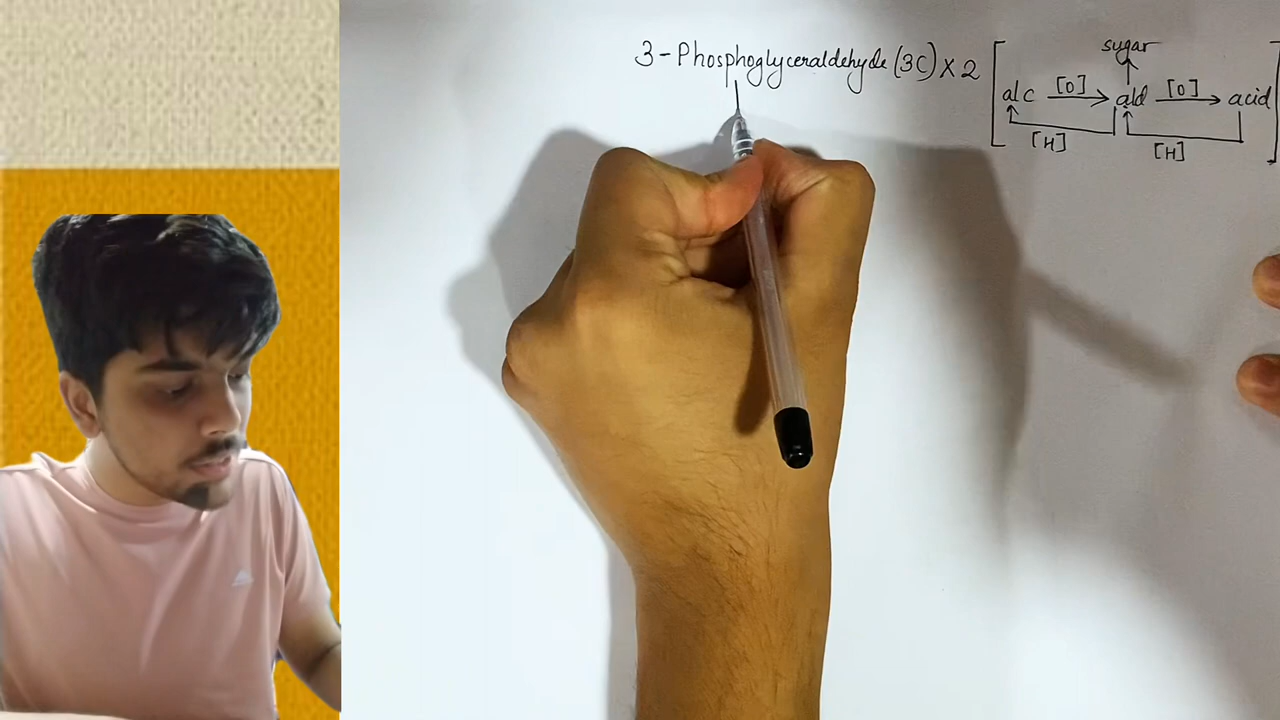 3-Phosphoglyceraldehyde (3C) × 2
sugar
alc [O] ald [O] acid
[H] [H]